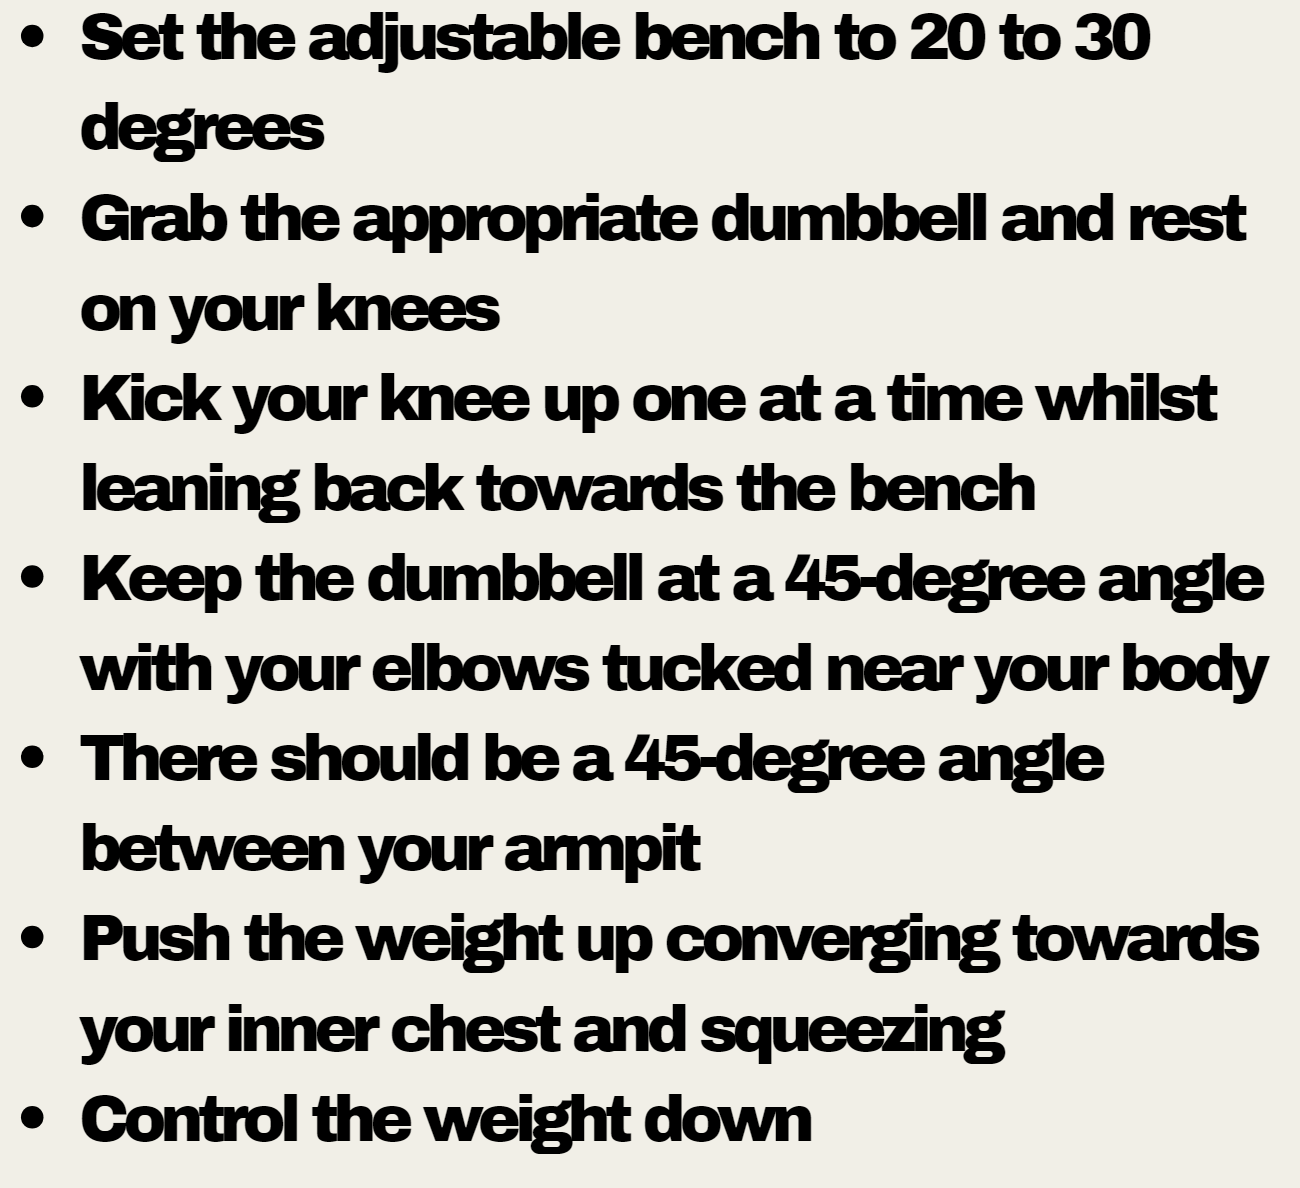 • Set the adjustable bench to 20 to 30
degrees
• Grab the appropriate dumbbell and rest
on your knees
• Kick your knee up one at a time whilst
leaning back towards the bench
• Keep the dumbbell at a 45-degree angle
with your elbows tucked near your body
• There should be a 45-degree angle
between your armpit
• Push the weight up converging towards
your inner chest and squeezing
• Control the weight down